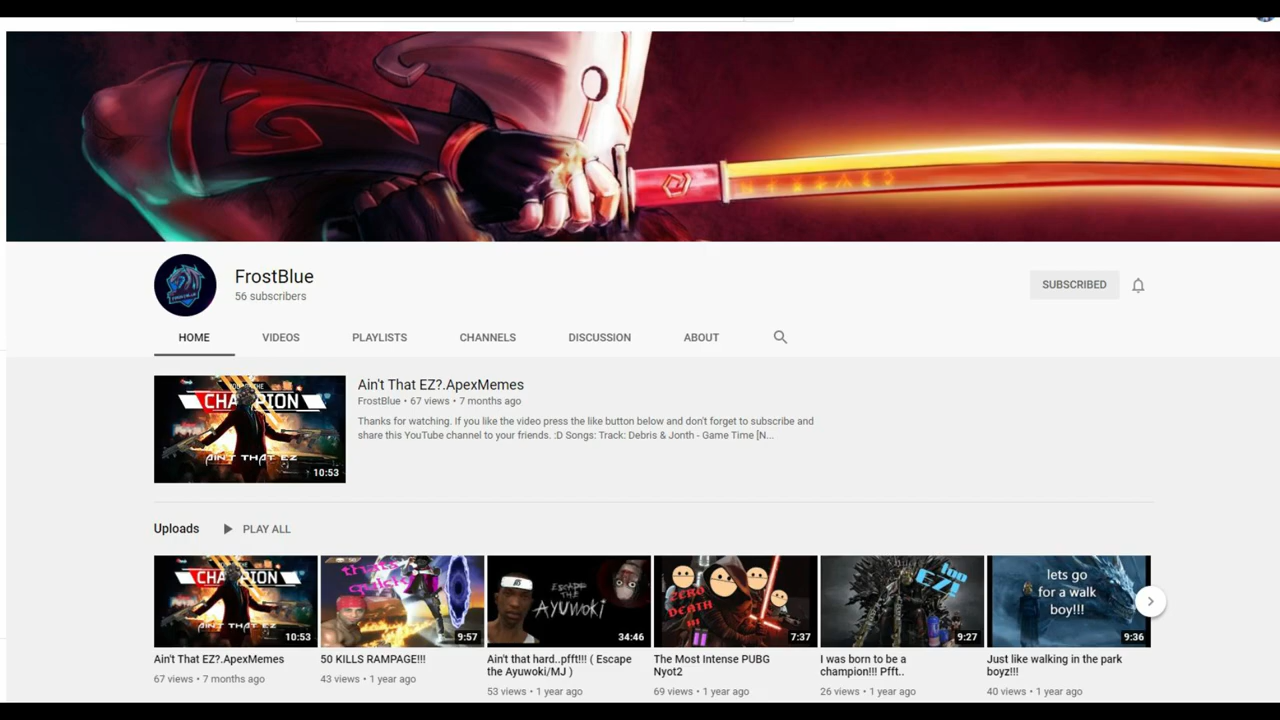 FrostBlue
56 subscribers
SUBSCRIBED
HOME VIDEOS PLAYLISTS CHANNELS DISCUSSION ABOUT
CHAMPION
AIN'T THAT EZ
10:53
Ain't That EZ?.ApexMemes
FrostBlue • 67 views • 7 months ago
Thanks for watching. If you like the video press the like button below and don't forget to subscribe and
share this YouTube channel to your friends. :D Songs: Track: Debris & Jonth - Game Time [N...
Uploads PLAY ALL
CHAMPION
AIN'T THAT EZ
10:53
thats
9:57
ESCAPE
THE
AYUWOKI
34:46
ZERO
DEATH
!!!
7:37
top
EZ!
9:27
lets go
for a walk
boy!!!
9:36
Ain't That EZ?.ApexMemes
67 views • 7 months ago
50 KILLS RAMPAGE!!!
43 views • 1 year ago
Ain't that hard..pfft!!! ( Escape
the Ayuwoki/MJ )
53 views • 1 year ago
The Most Intense PUBG
Nyot2
69 views • 1 year ago
I was born to be a
champion!!! Pfft..
26 views • 1 year ago
Just like walking in the park
boyz!!!
40 views • 1 year ago